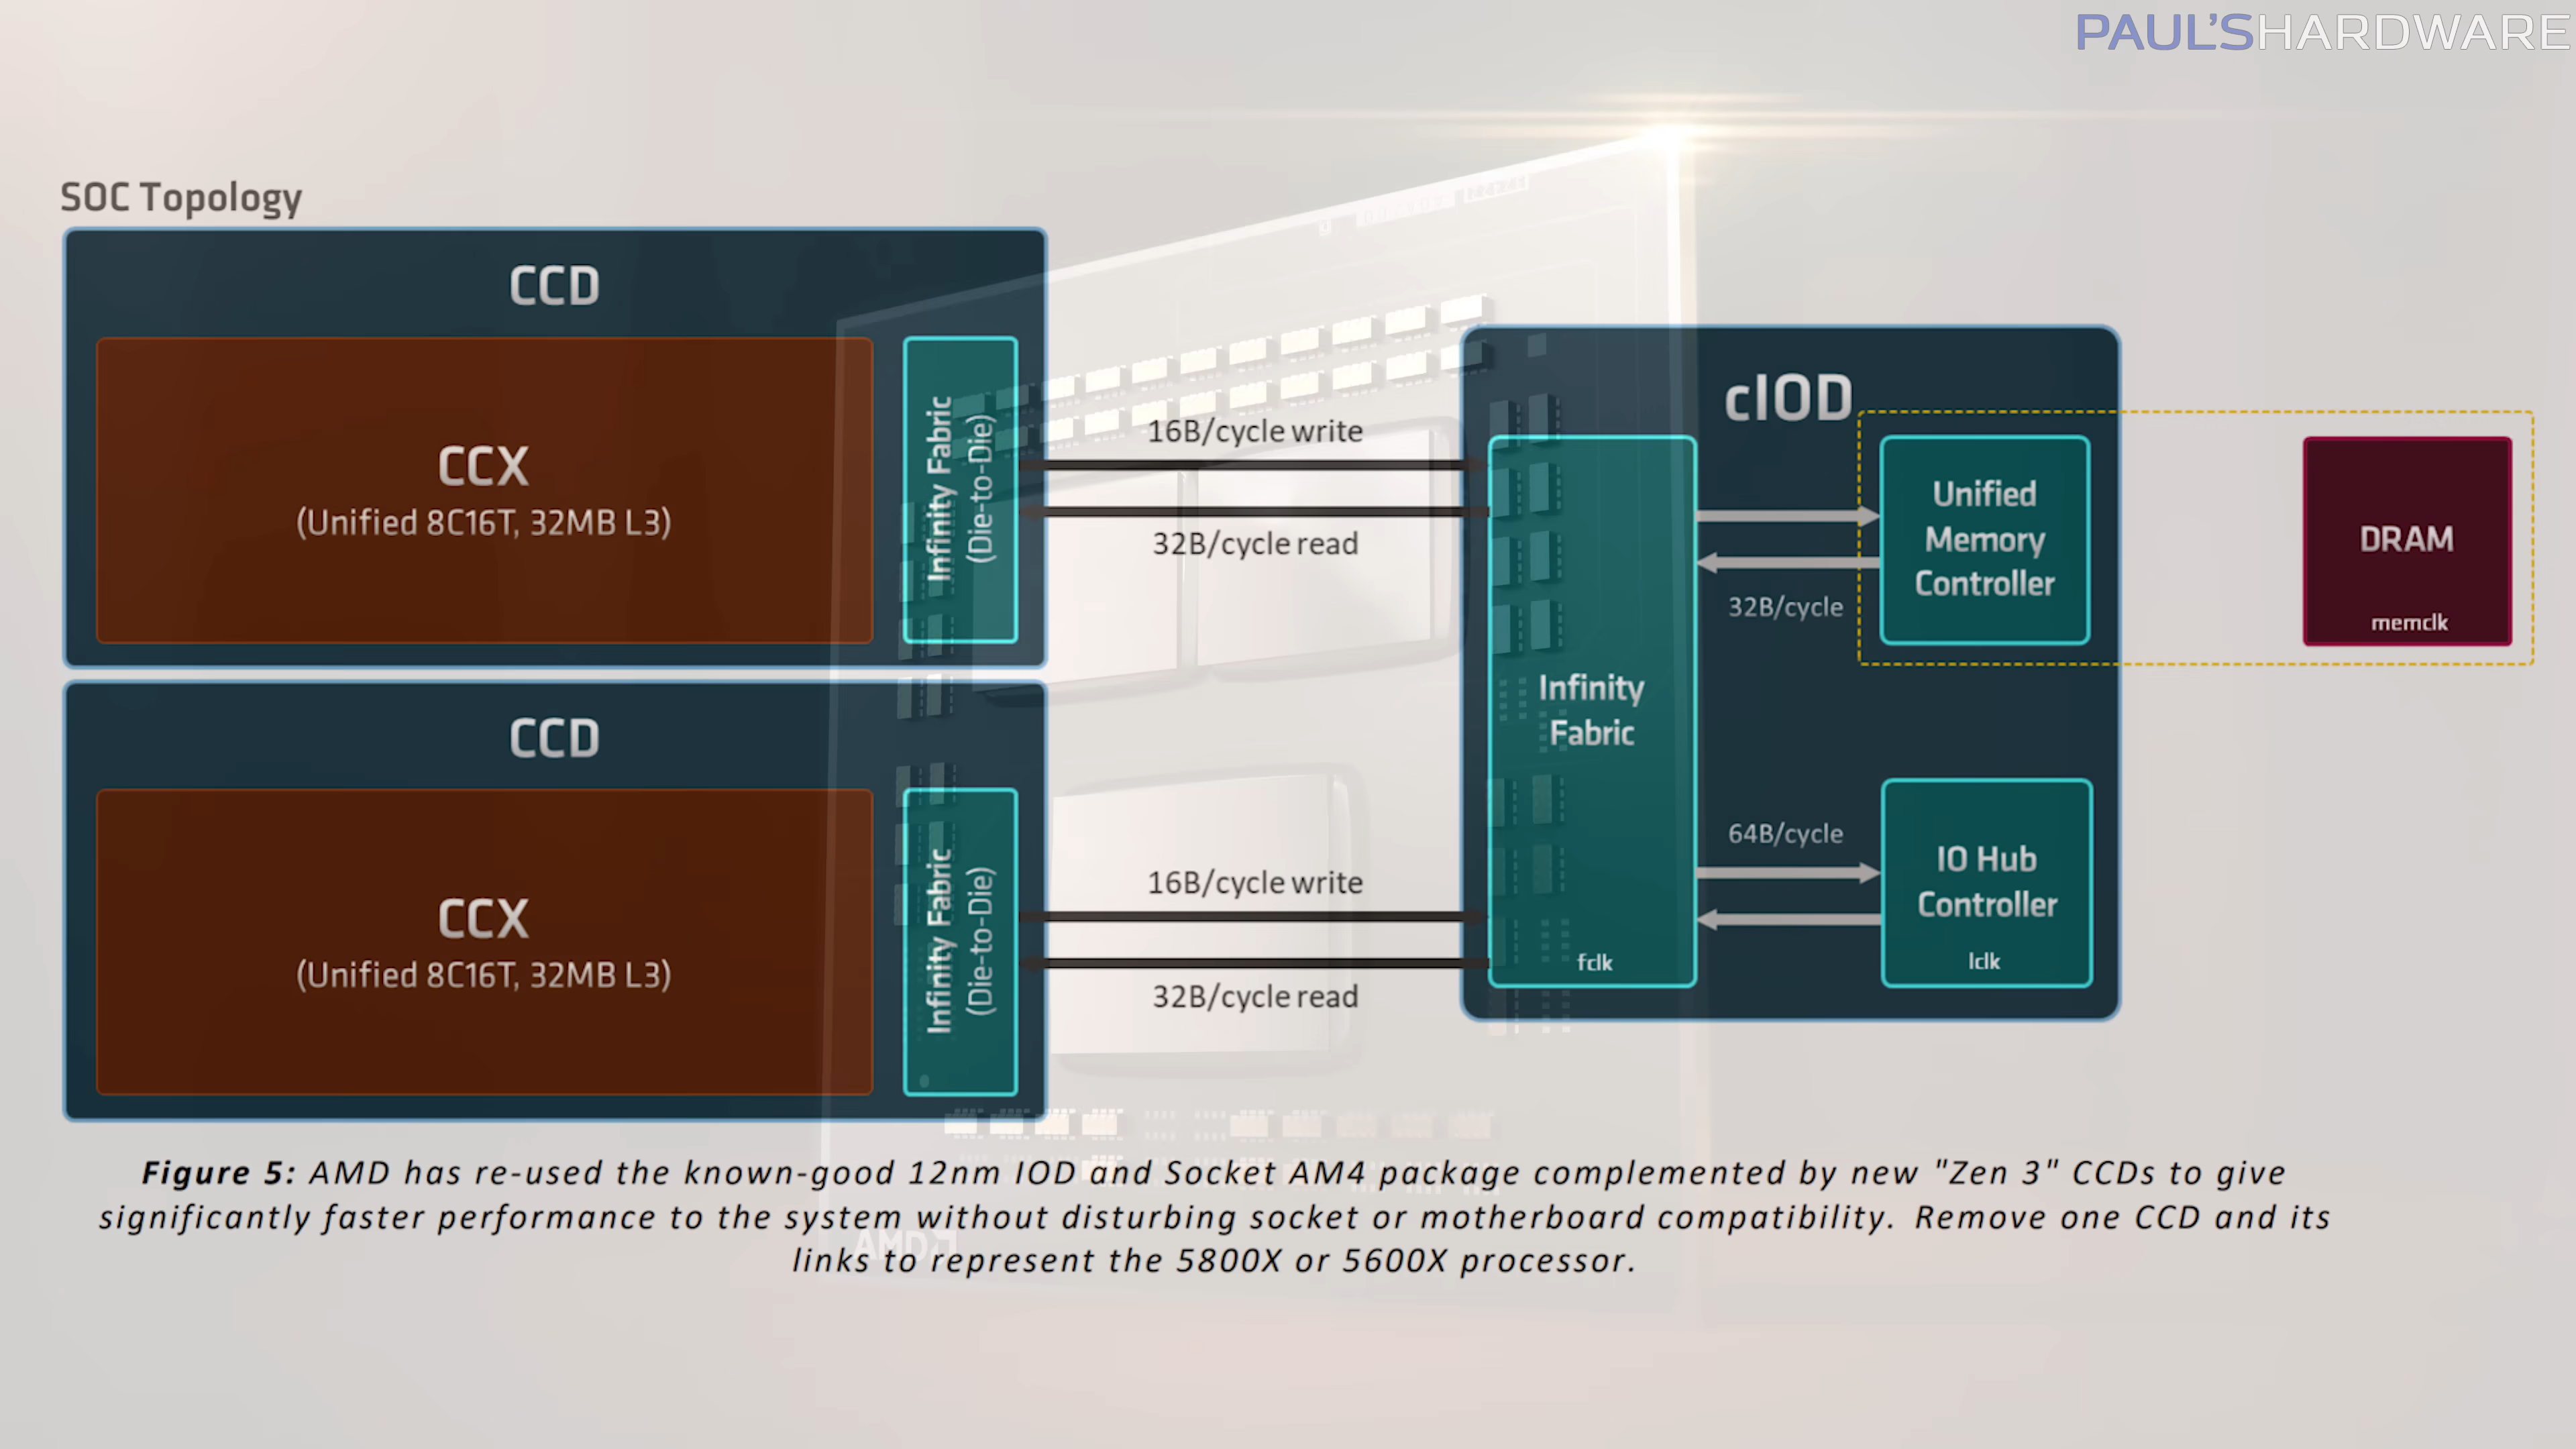 PAUL'SHARDWARE
SOC Topology
CCD
CCX
(Unified 8C16T, 32MB L3)
Infinity Fabric
(Die-to-Die)
16B/cycle write
32B/cycle read
CCD
CCX
(Unified 8C16T, 32MB L3)
Infinity Fabric
(Die-to-Die)
16B/cycle write
32B/cycle read
cIOD
Infinity
Fabric
fclk
32B/cycle
64B/cycle
Unified
Memory
Controller
IO Hub
Controller
lclk
DRAM
memclk
AMD
Figure 5: AMD has re-used the known-good 12nm IOD and Socket AM4 package complemented by new "Zen 3" CCDs to give
significantly faster performance to the system without disturbing socket or motherboard compatibility. Remove one CCD and its
links to represent the 5800X or 5600X processor.